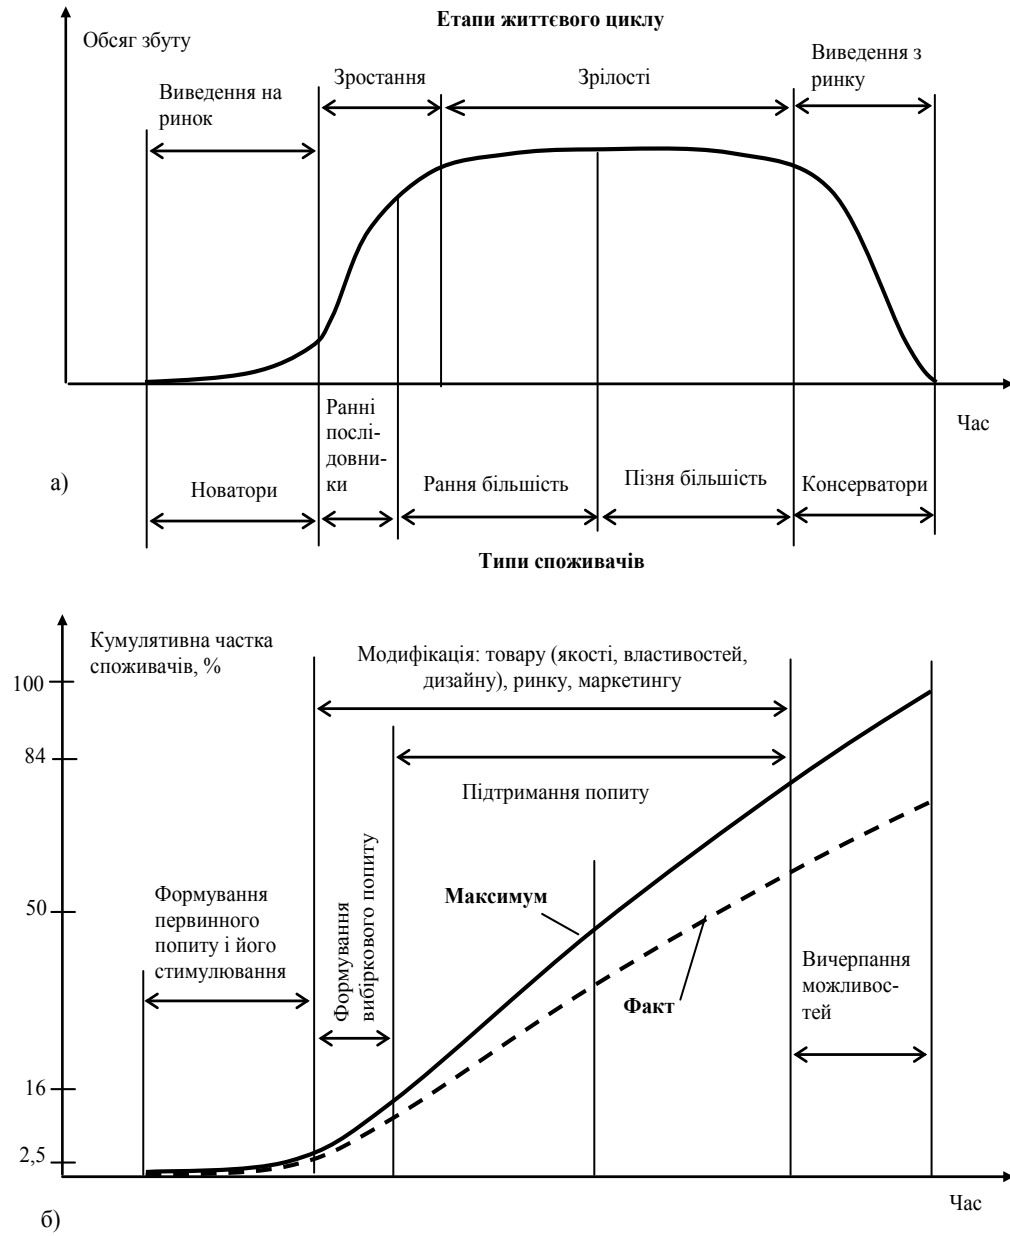 Етапи життєвого циклу
Обсяг збуту
Виведення на
ринок
Зростання
Зрілості
Виведення з
ринку
Час
а)
Новатори
Ранні
послі-
довни-
ки
Рання більшість
Пізня більшість
Консерватори
Типи споживачів
Кумулятивна частка
споживачів, %
100
84
50
16
2,5
Модифікація: товару (якості, властивостей,
дизайну), ринку, маркетингу
Підтримання попиту
Формування
первинного
попиту і його
стимулювання
Формування
вибіркового попиту
Максимум
Факт
Вичерпання
можливос-
тей
Час
б)